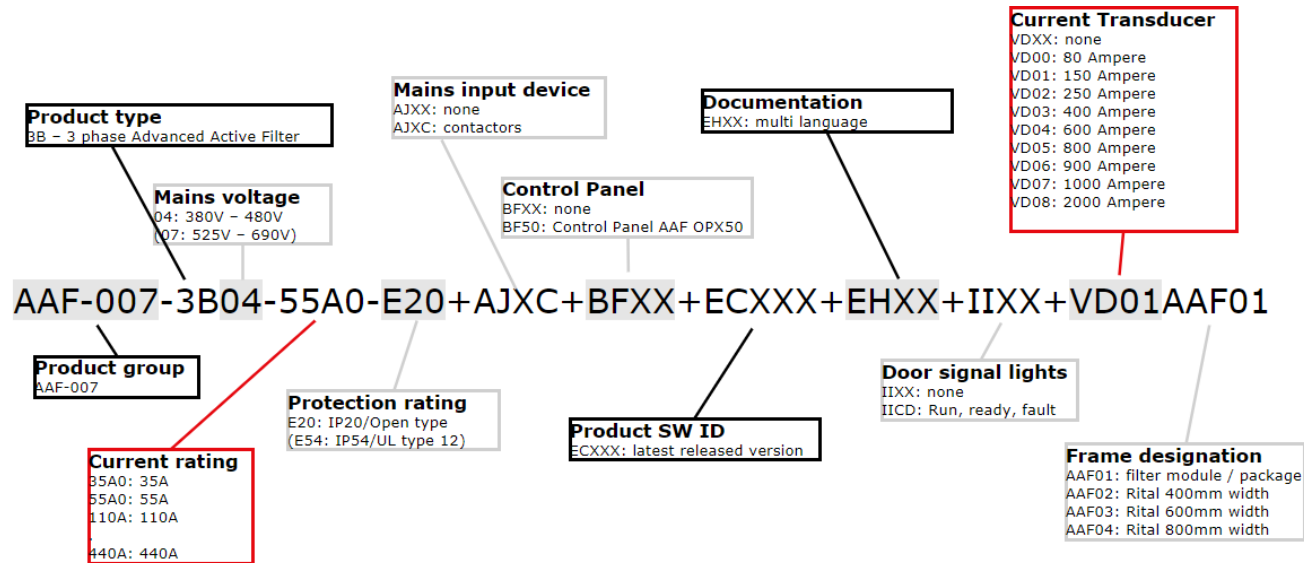 Current Transducer
VDXX: none
VD00: 80 Ampere
VD01: 150 Ampere
VD02: 250 Ampere
VD03: 400 Ampere
VD04: 600 Ampere
VD05: 800 Ampere
VD06: 900 Ampere
VD07: 1000 Ampere
VD08: 2000 Ampere
Mains input device
AJXX: none
AJXC: contactors
Documentation
EHXX: multi language
Product type
3B – 3 phase Advanced Active Filter
Mains voltage
04: 380V – 480V
(07: 525V – 690V)
Control Panel
BFXX: none
BF50: Control Panel AAF OPX50
AAF-007-3B04-55A0-E20+AJXC+BFXX+ECXXX+EHXX+IIXX+VD01AAF01
Product group
AAF-007
Protection rating
E20: IP20/Open type
(E54: IP54/UL type 12)
Door signal lights
IIXX: none
IICD: Run, ready, fault
Product SW ID
ECXXX: latest released version
Current rating
35A0: 35A
55A0: 55A
110A: 110A
.
440A: 440A
Frame designation
AAF01: filter module / package
AAF02: Rital 400mm width
AAF03: Rital 600mm width
AAF04: Rital 800mm width